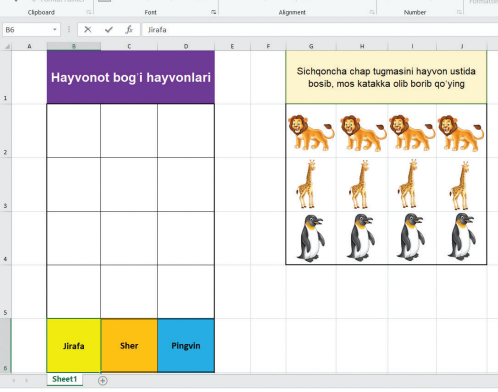 Clipboard
Font
Alignment
Number
B6
fx
Jirafa
A B C D E F G H I J
Hayvonot bog'i hayvonlari
Sichqoncha chap tugmasini hayvon ustida
bosib, mos katakka olib borib qo'ying
1
2
3
4
5
6
Jirafa
Sher
Pingvin
Sheet1